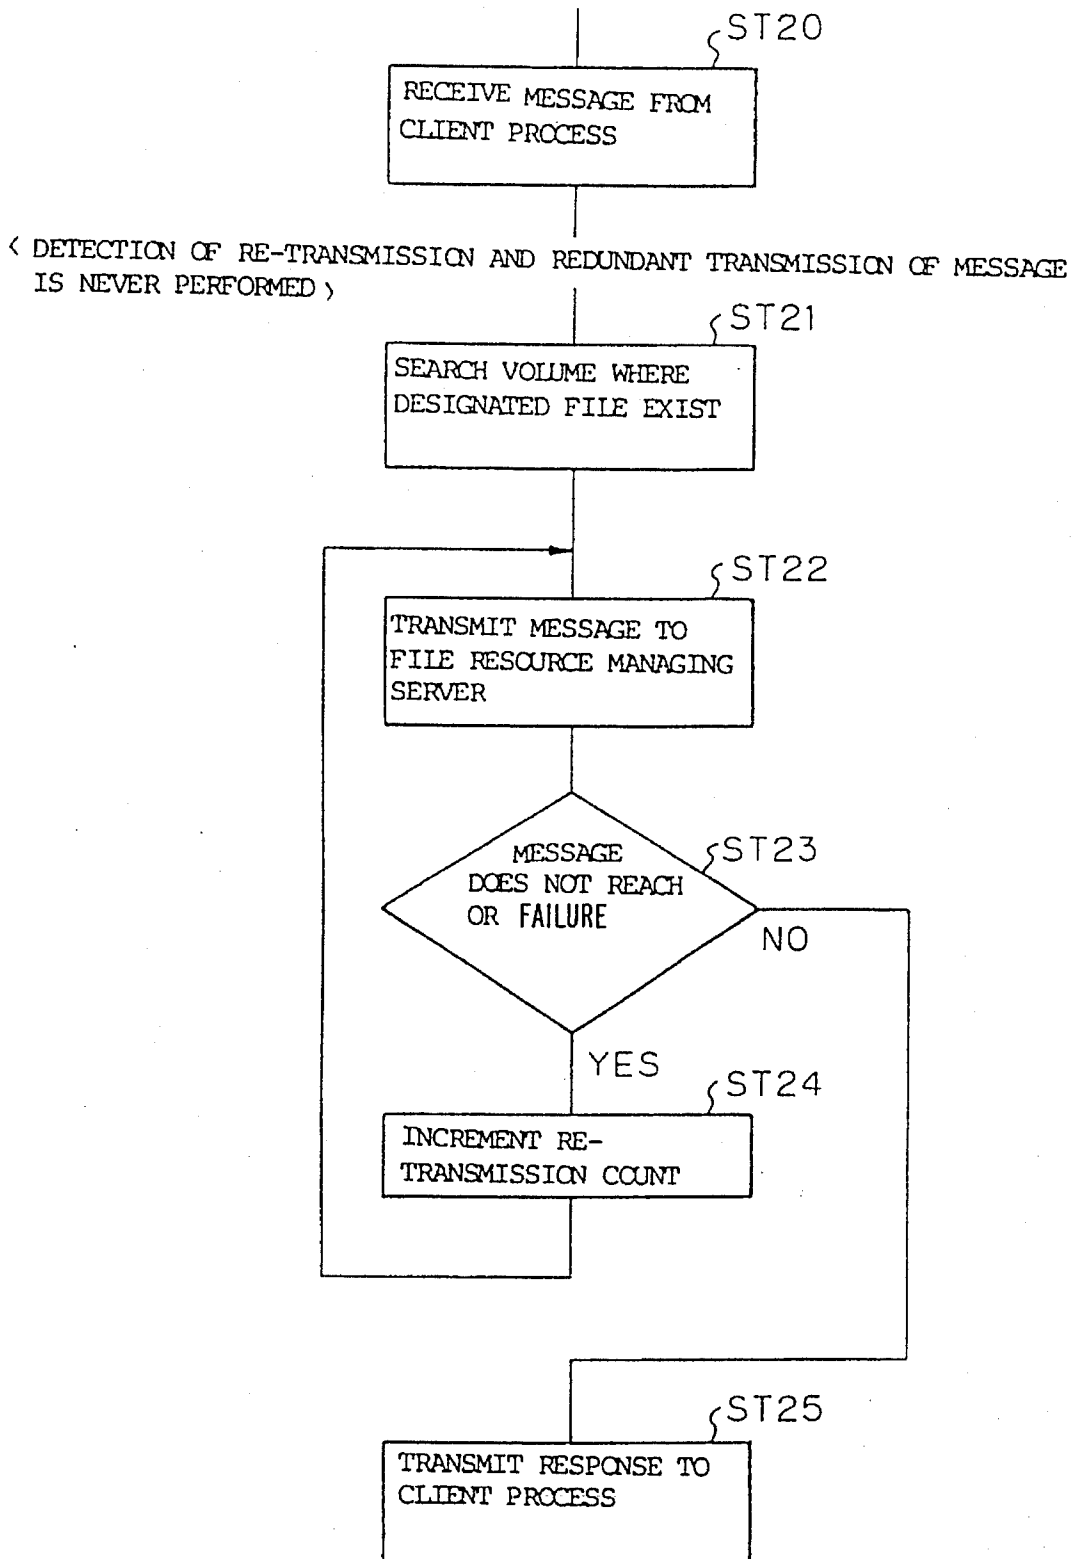 ST20
RECEIVE MESSAGE FROM
CLIENT PROCESS
< DETECTION OF RE-TRANSMISSION AND REDUNDANT TRANSMISSION OF MESSAGE
IS NEVER PERFORMED >
ST21
SEARCH VOLUME WHERE
DESIGNATED FILE EXIST
ST22
TRANSMIT MESSAGE TO
FILE RESOURCE MANAGING
SERVER
ST23
MESSAGE
DOES NOT REACH
OR FAILURE
NO
YES
ST24
INCREMENT RE-
TRANSMISSION COUNT
ST25
TRANSMIT RESPONSE TO
CLIENT PROCESS